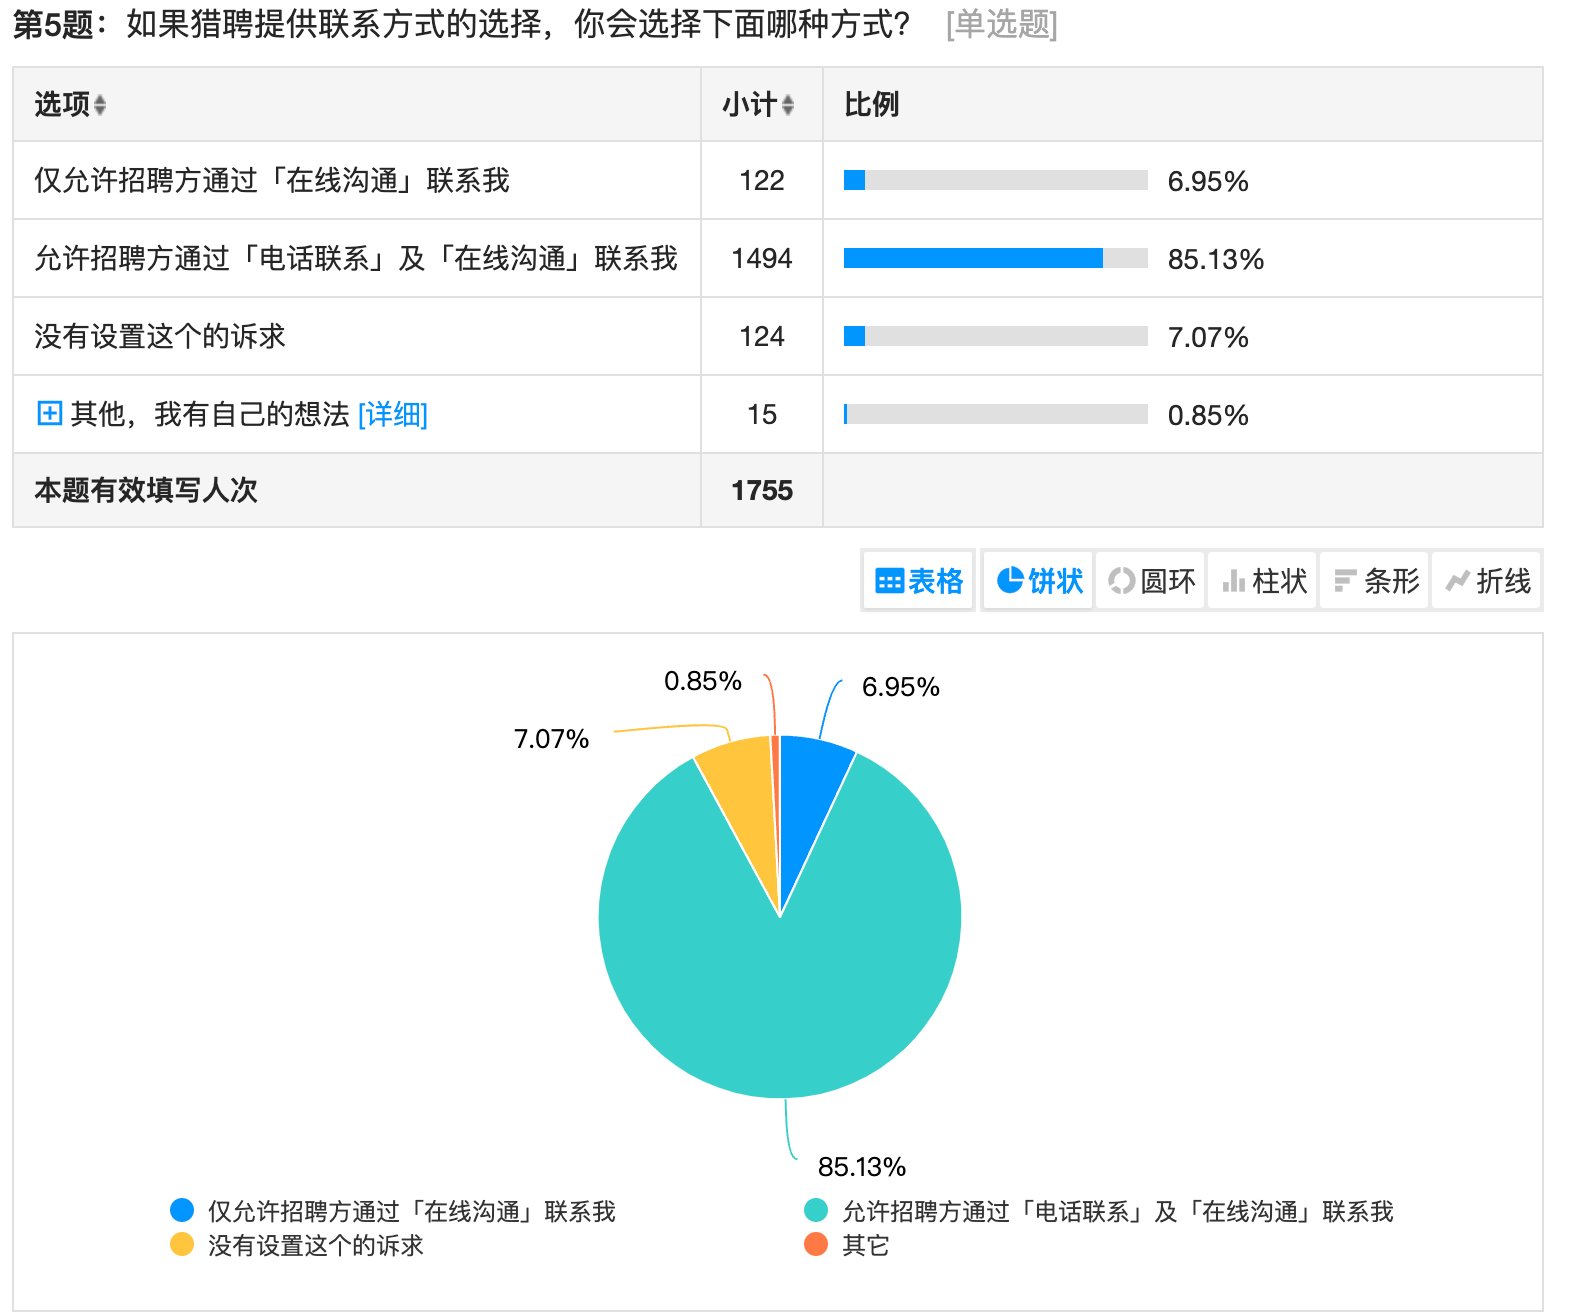 第5题：如果猎聘提供联系方式的选择，你会选择下面哪种方式？ [单选题]
选项 小计 比例
仅允许招聘方通过「在线沟通」联系我 122 6.95%
允许招聘方通过「电话联系」及「在线沟通」联系我 1494 85.13%
没有设置这个的诉求 124 7.07%
其他，我有自己的想法 [详细] 15 0.85%
本题有效填写人次 1755
表格 饼状 圆环 柱状 条形 折线
0.85%
6.95%
7.07%
85.13%
仅允许招聘方通过「在线沟通」联系我 允许招聘方通过「电话联系」及「在线沟通」联系我
没有设置这个的诉求 其它